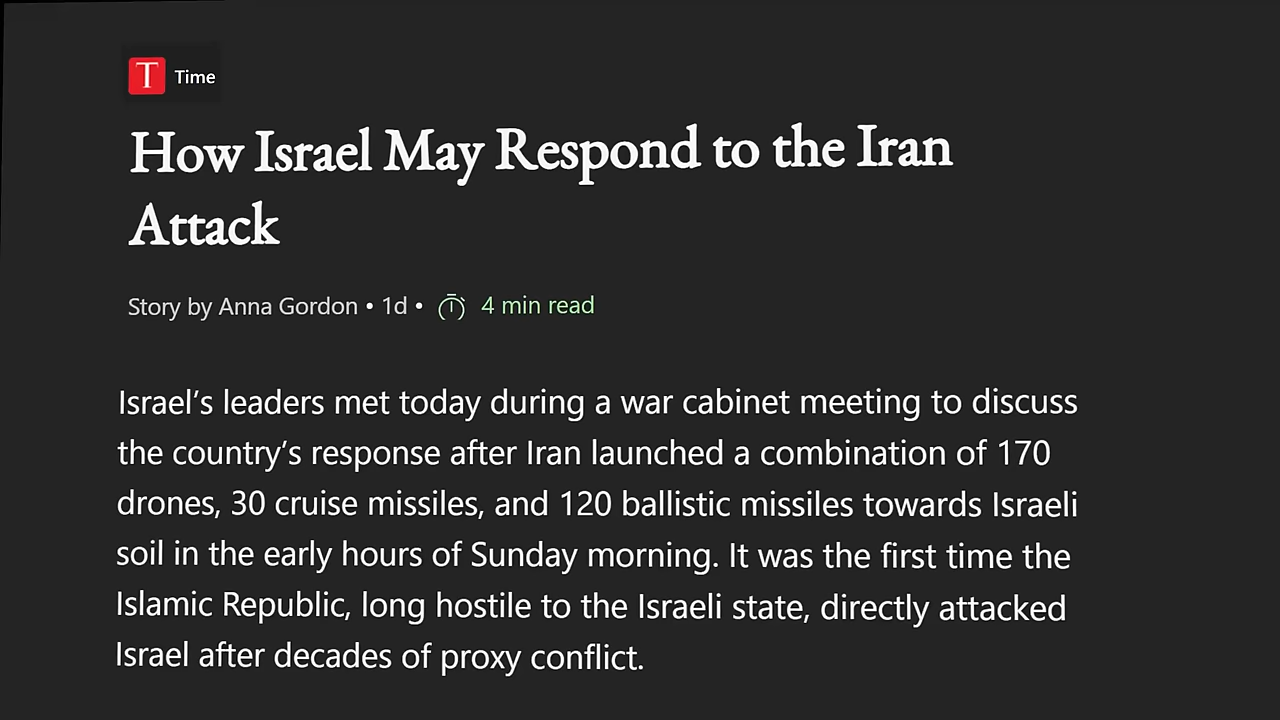 T Time
How Israel May Respond to the Iran
Attack
Story by Anna Gordon • 1d • 4 min read
Israel’s leaders met today during a war cabinet meeting to discuss
the country’s response after Iran launched a combination of 170
drones, 30 cruise missiles, and 120 ballistic missiles towards Israeli
soil in the early hours of Sunday morning. It was the first time the
Islamic Republic, long hostile to the Israeli state, directly attacked
Israel after decades of proxy conflict.